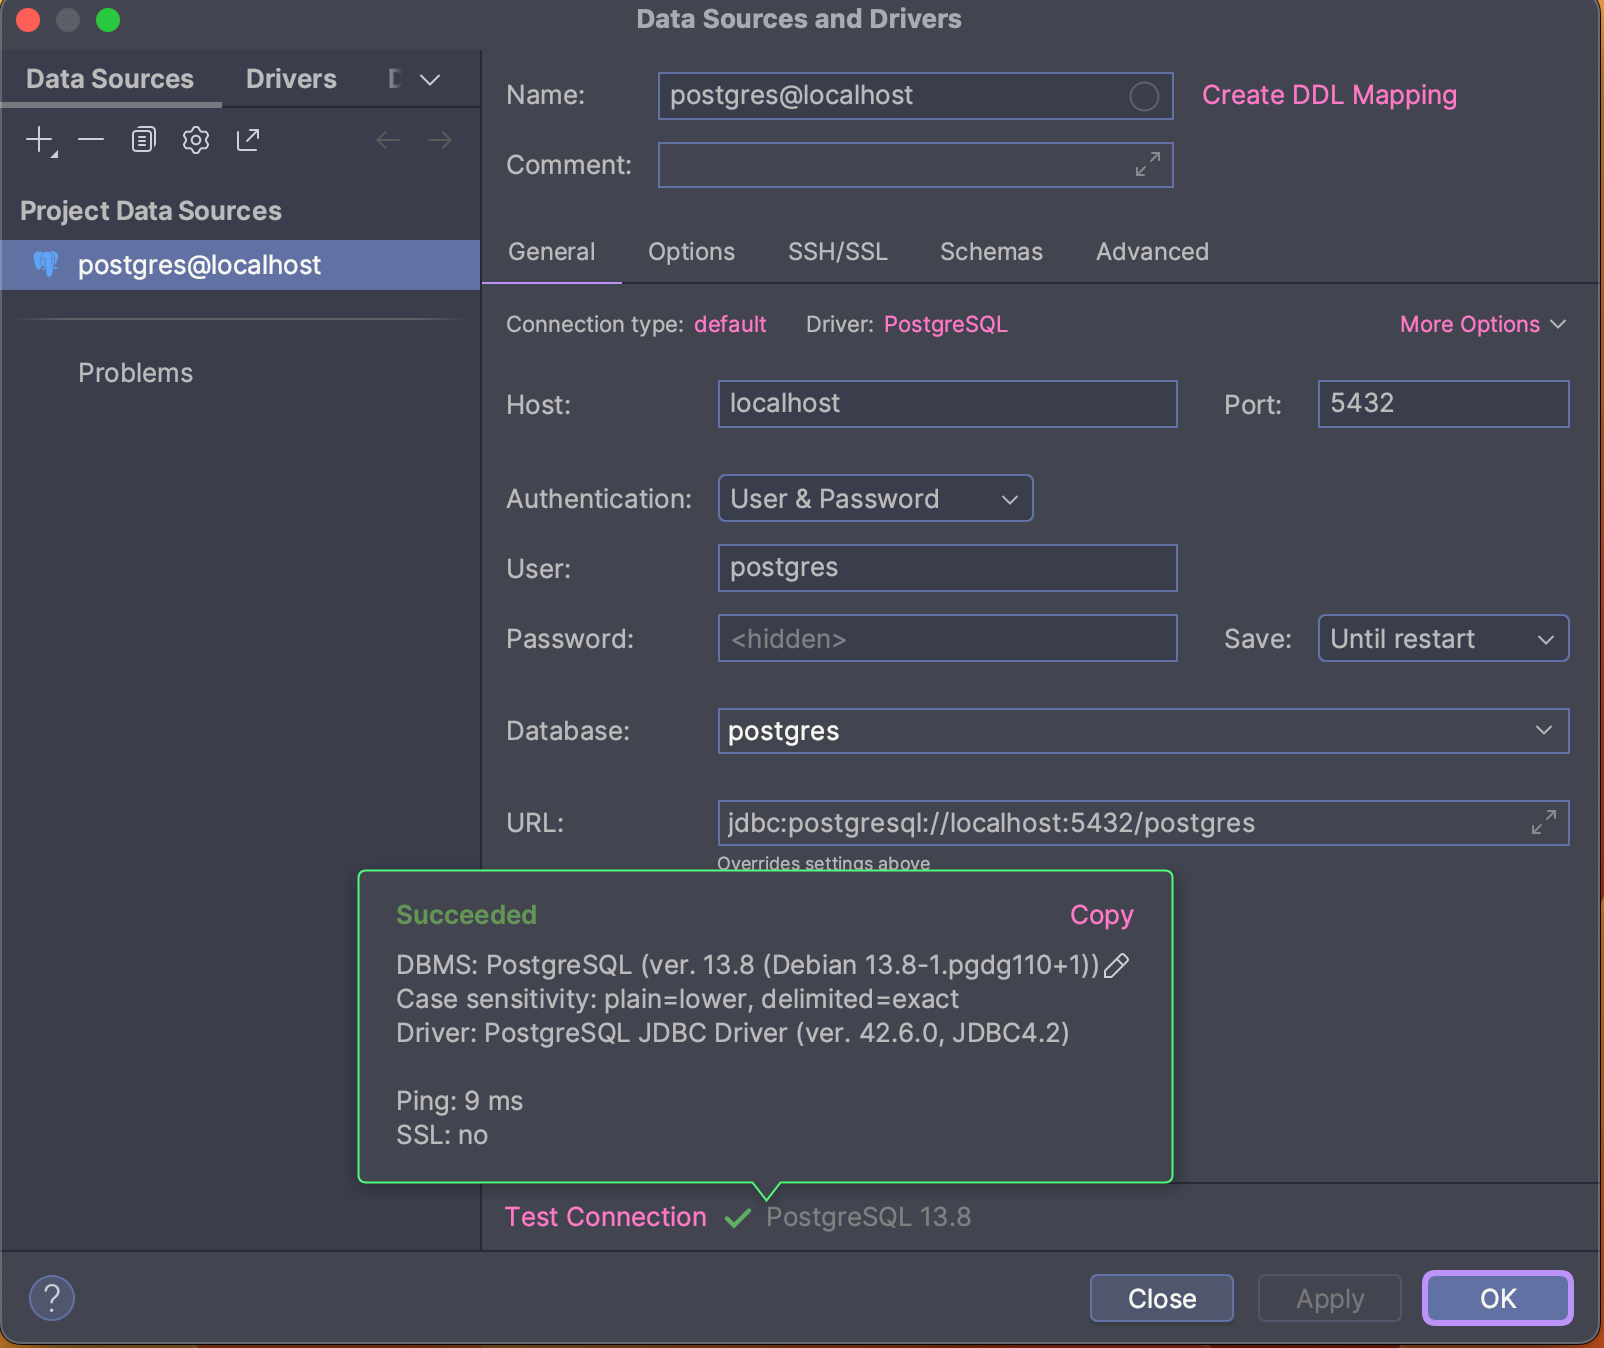 Data Sources and Drivers
Data Sources Drivers
Name: postgres@localhost Create DDL Mapping
Comment:
Project Data Sources
postgres@localhost
Problems
General Options SSH/SSL Schemas Advanced
Connection type: default Driver: PostgreSQL More Options
Host: localhost Port: 5432
Authentication: User & Password
User: postgres
Password: <hidden> Save: Until restart
Database: postgres
URL: jdbc:postgresql://localhost:5432/postgres
Overrides settings above
Succeeded Copy
DBMS: PostgreSQL (ver. 13.8 (Debian 13.8-1.pgdg110+1))
Case sensitivity: plain=lower, delimited=exact
Driver: PostgreSQL JDBC Driver (ver. 42.6.0, JDBC4.2)
Ping: 9 ms
SSL: no
Test Connection PostgreSQL 13.8
? Close Apply OK